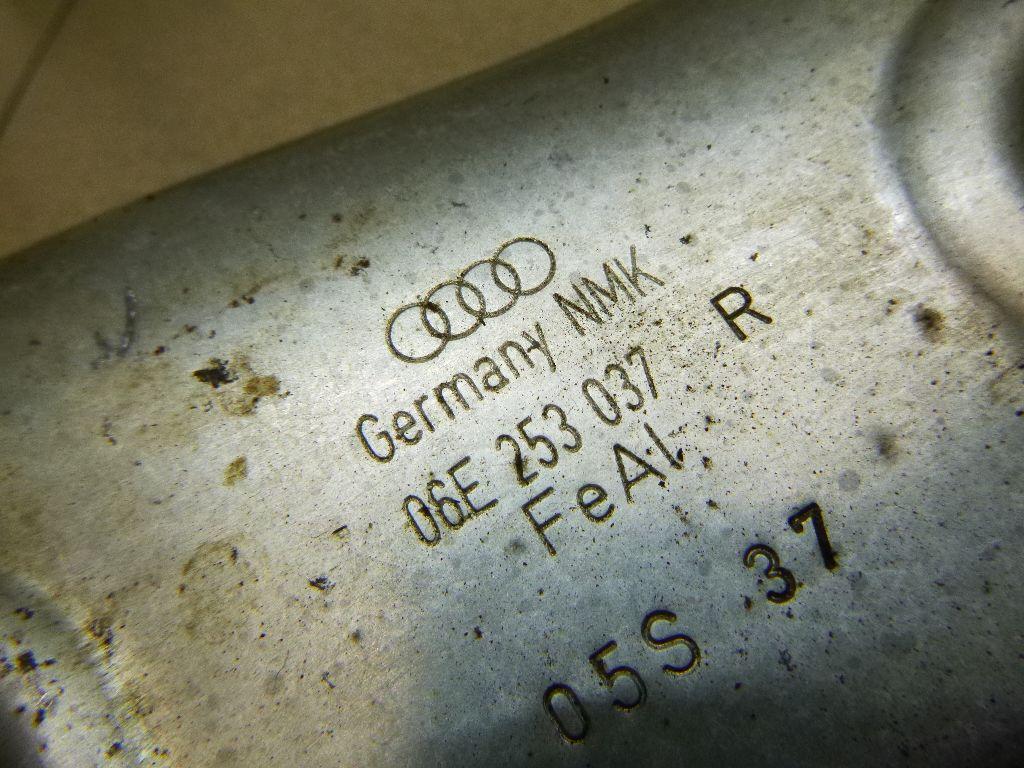 Germany NMK
06E 253 037 R
FeAl
05S 37